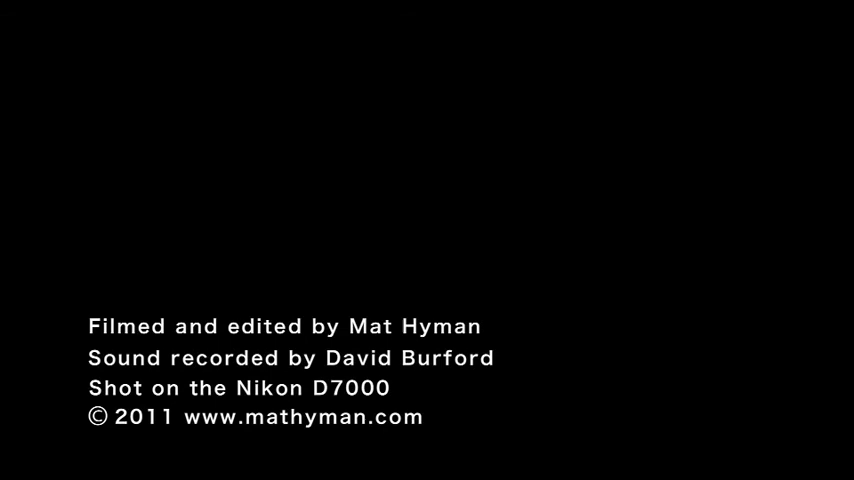 Filmed and edited by Mat Hyman
Sound recorded by David Burford
Shot on the Nikon D7000
© 2011 www.mathyman.com